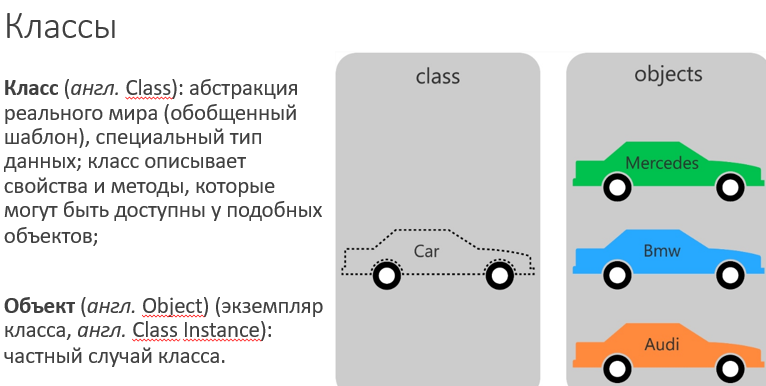 Классы
Класс (англ. Class): абстракция
реального мира (обобщенный
шаблон), специальный тип
данных; класс описывает
свойства и методы, которые
могут быть доступны у подобных
объектов;
Объект (англ. Object) (экземпляр
класса, англ. Class Instance):
частный случай класса.
class
Car
objects
Mercedes
Bmw
Audi